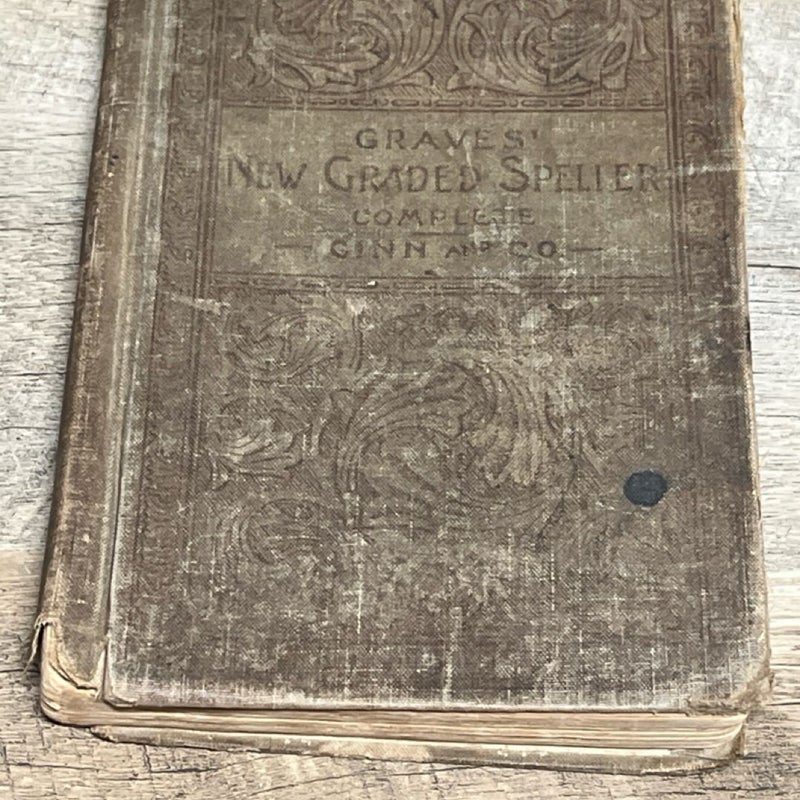 GRAVES'
NEW GRADED SPELLER
COMPLETE
GINN AND CO.